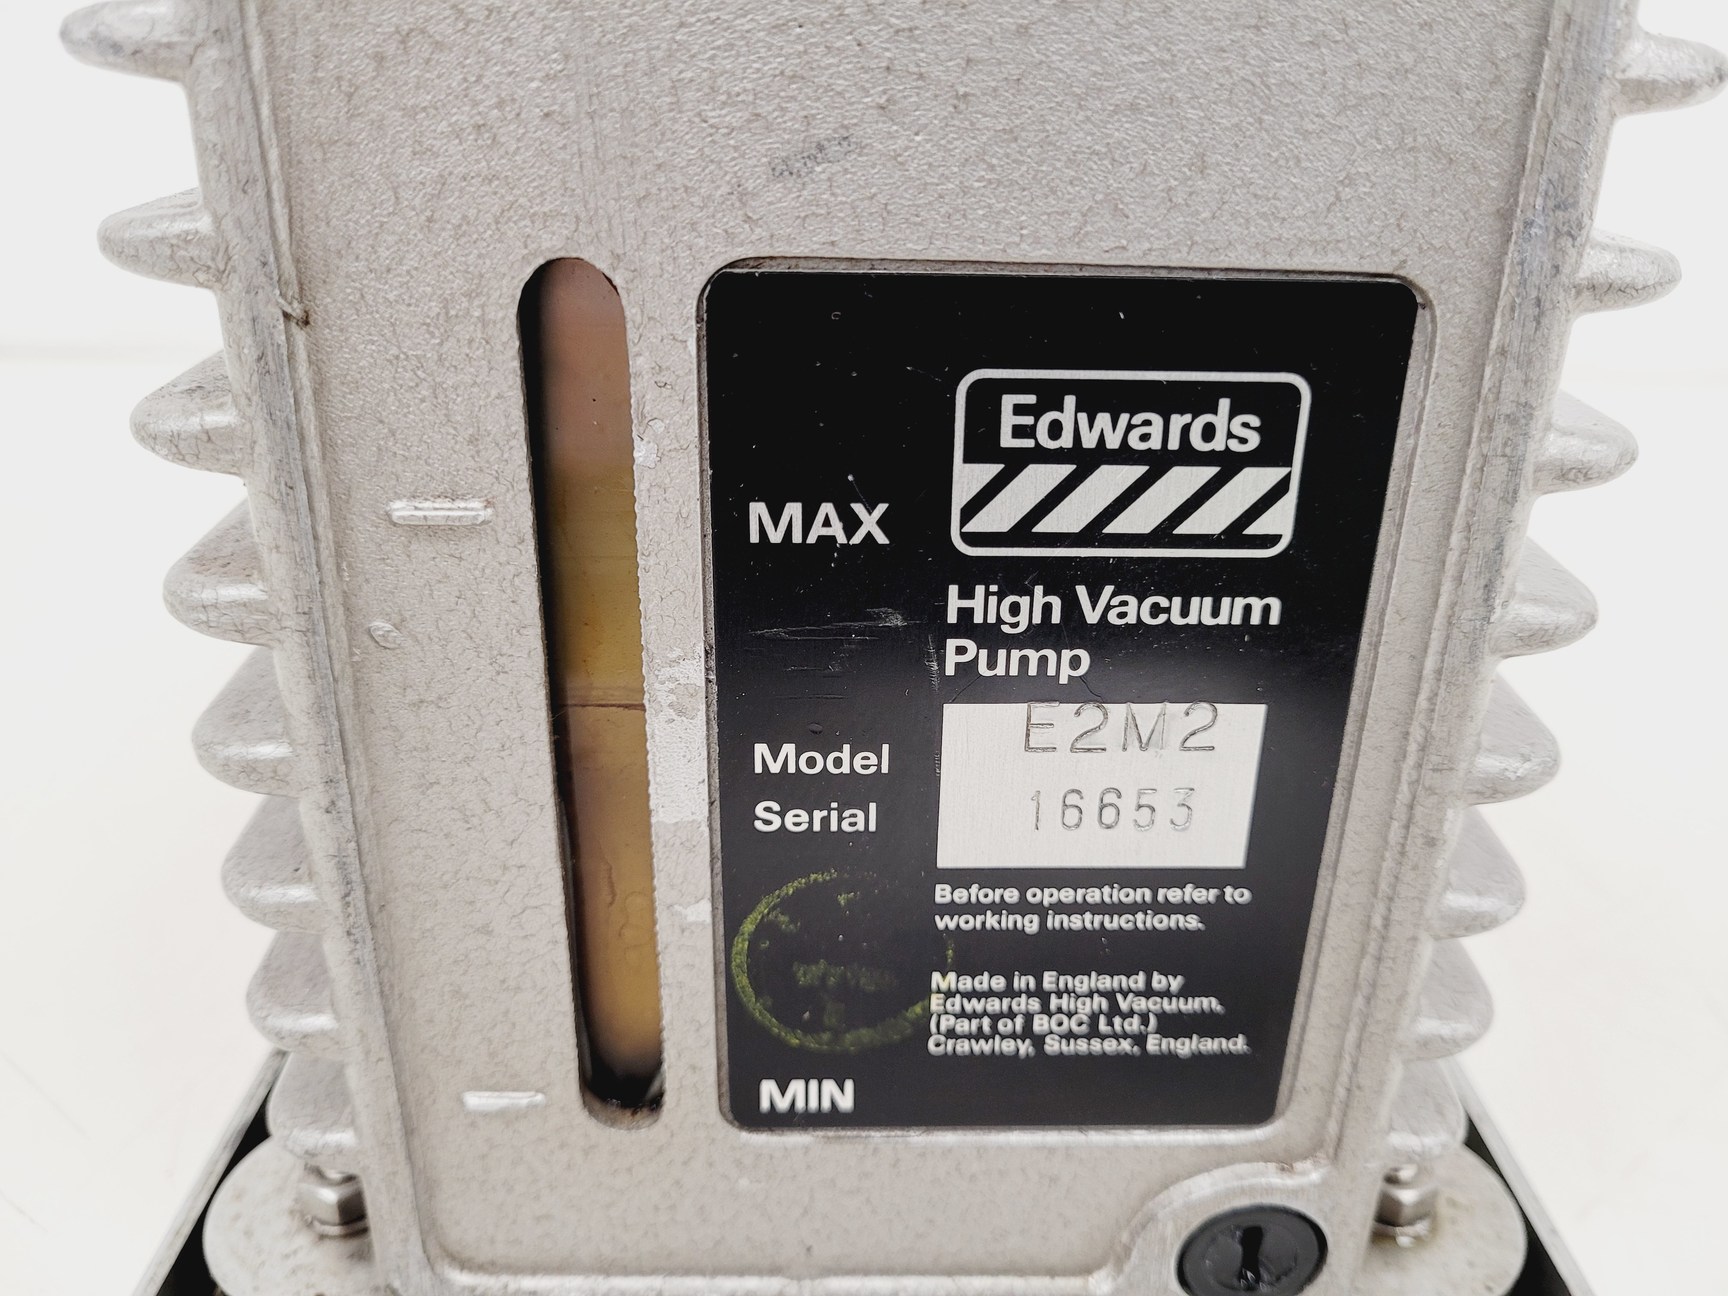 Edwards
MAX
High Vacuum
Pump
Model E2M2
Serial 16653
Before operation refer to
working instructions.
Made in England by
Edwards High Vacuum,
(Part of BOC Ltd.)
Crawley, Sussex, England.
MIN